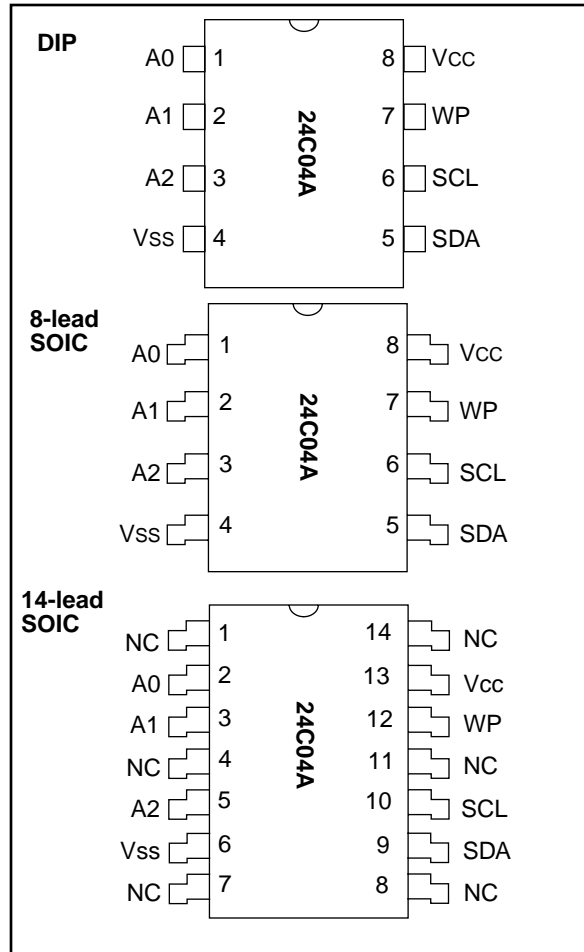 DIP
A0 1 8 VCC
A1 2 7 WP
24C04A
A2 3 6 SCL
VSS 4 5 SDA
8-lead
SOIC
A0 1 8 VCC
A1 2 7 WP
24C04A
A2 3 6 SCL
VSS 4 5 SDA
14-lead
SOIC
NC 1 14 NC
A0 2 13 Vcc
A1 3 12 WP
24C04A
NC 4 11 NC
A2 5 10 SCL
Vss 6 9 SDA
NC 7 8 NC